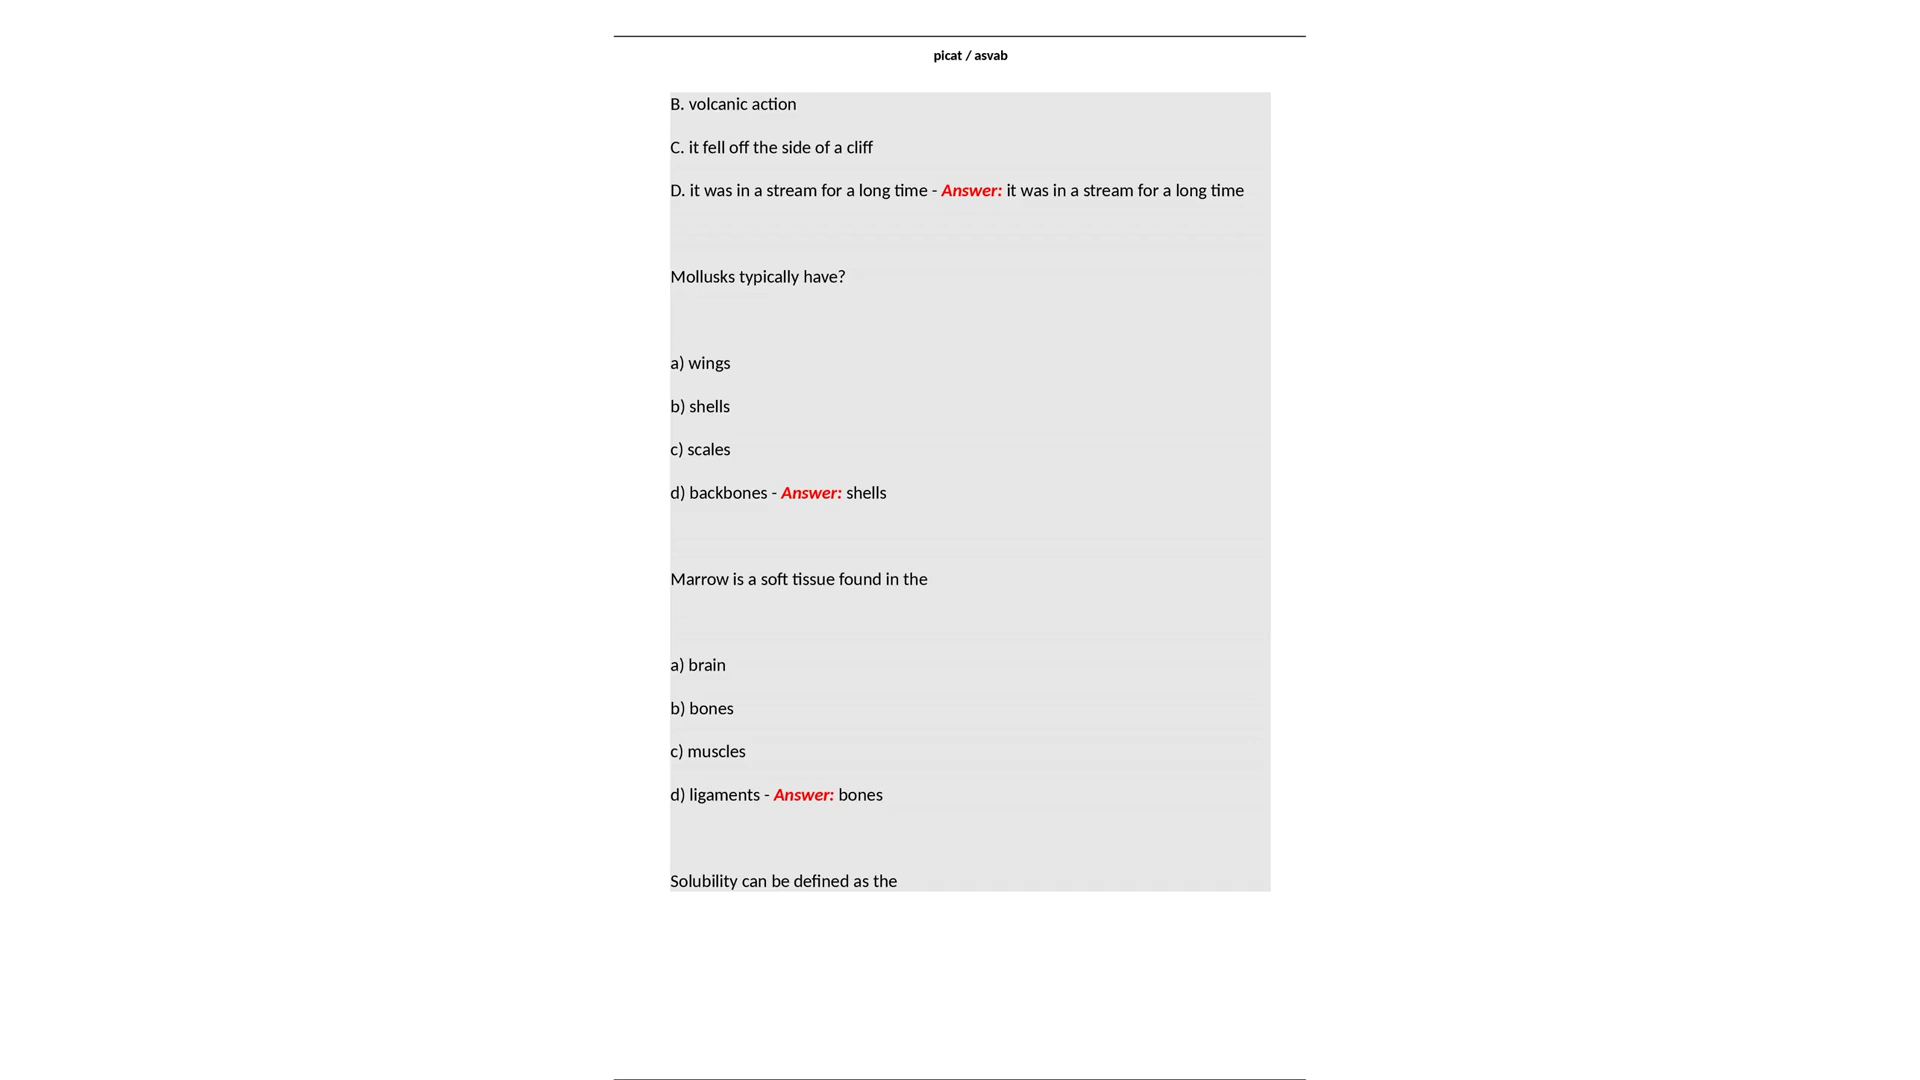 picat / asvab
B. volcanic action
C. it fell off the side of a cliff
D. it was in a stream for a long time - Answer: it was in a stream for a long time
Mollusks typically have?
a) wings
b) shells
c) scales
d) backbones - Answer: shells
Marrow is a soft tissue found in the
a) brain
b) bones
c) muscles
d) ligaments - Answer: bones
Solubility can be defined as the